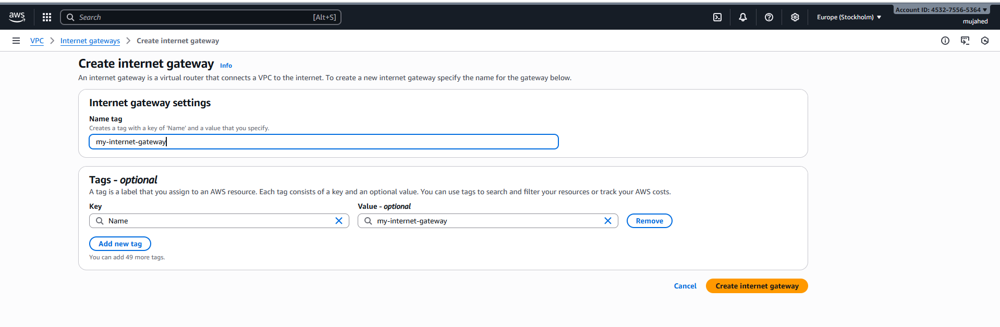 aws
Search [Alt+S]
Europe (Stockholm) ▼
Account ID: 4532-7556-5364 ▼
mujahed
VPC > Internet gateways > Create internet gateway
Create internet gateway Info
An internet gateway is a virtual router that connects a VPC to the internet. To create a new internet gateway specify the name for the gateway below.
Internet gateway settings
Name tag
Creates a tag with a key of 'Name' and a value that you specify.
my-internet-gateway
Tags - optional
A tag is a label that you assign to an AWS resource. Each tag consists of a key and an optional value. You can use tags to search and filter your resources or track your AWS costs.
Key Value - optional
Name my-internet-gateway Remove
Add new tag
You can add 49 more tags.
Cancel Create internet gateway